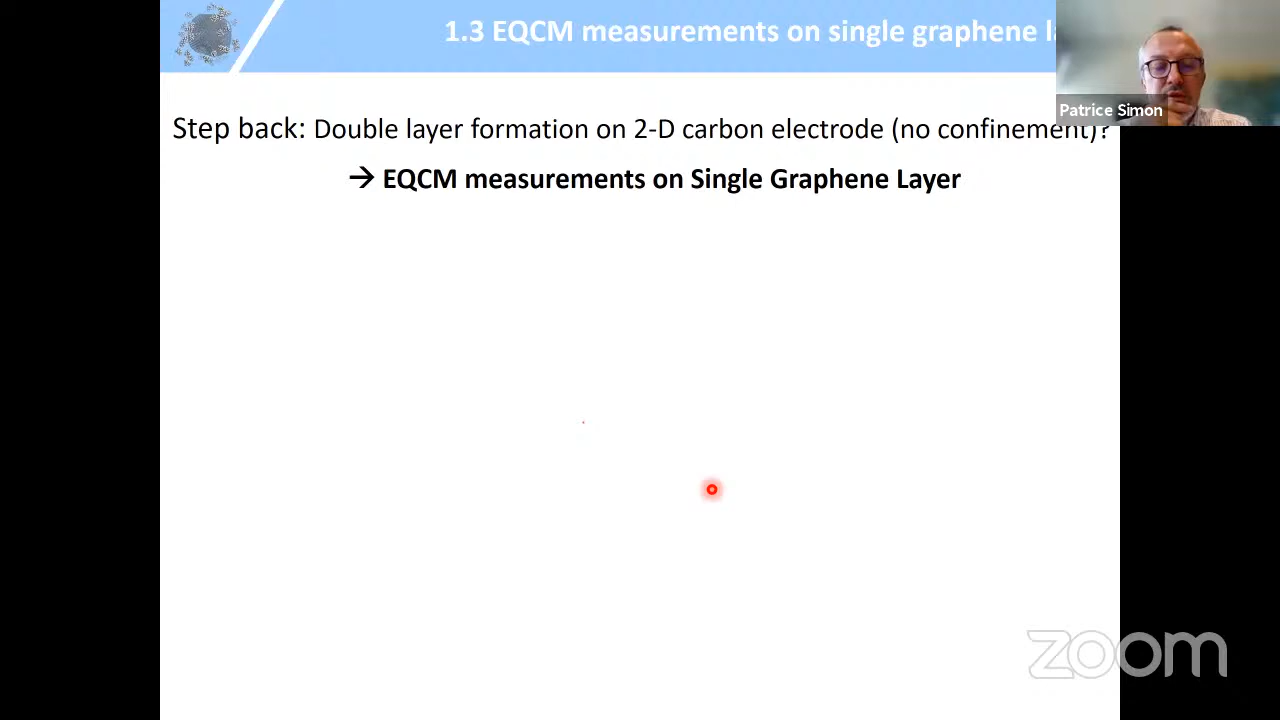 1.3 EQCM measurements on single graphene
Patrice Simon
Step back: Double layer formation on 2-D carbon electrode (no confinement)?
→ EQCM measurements on Single Graphene Layer
zoom